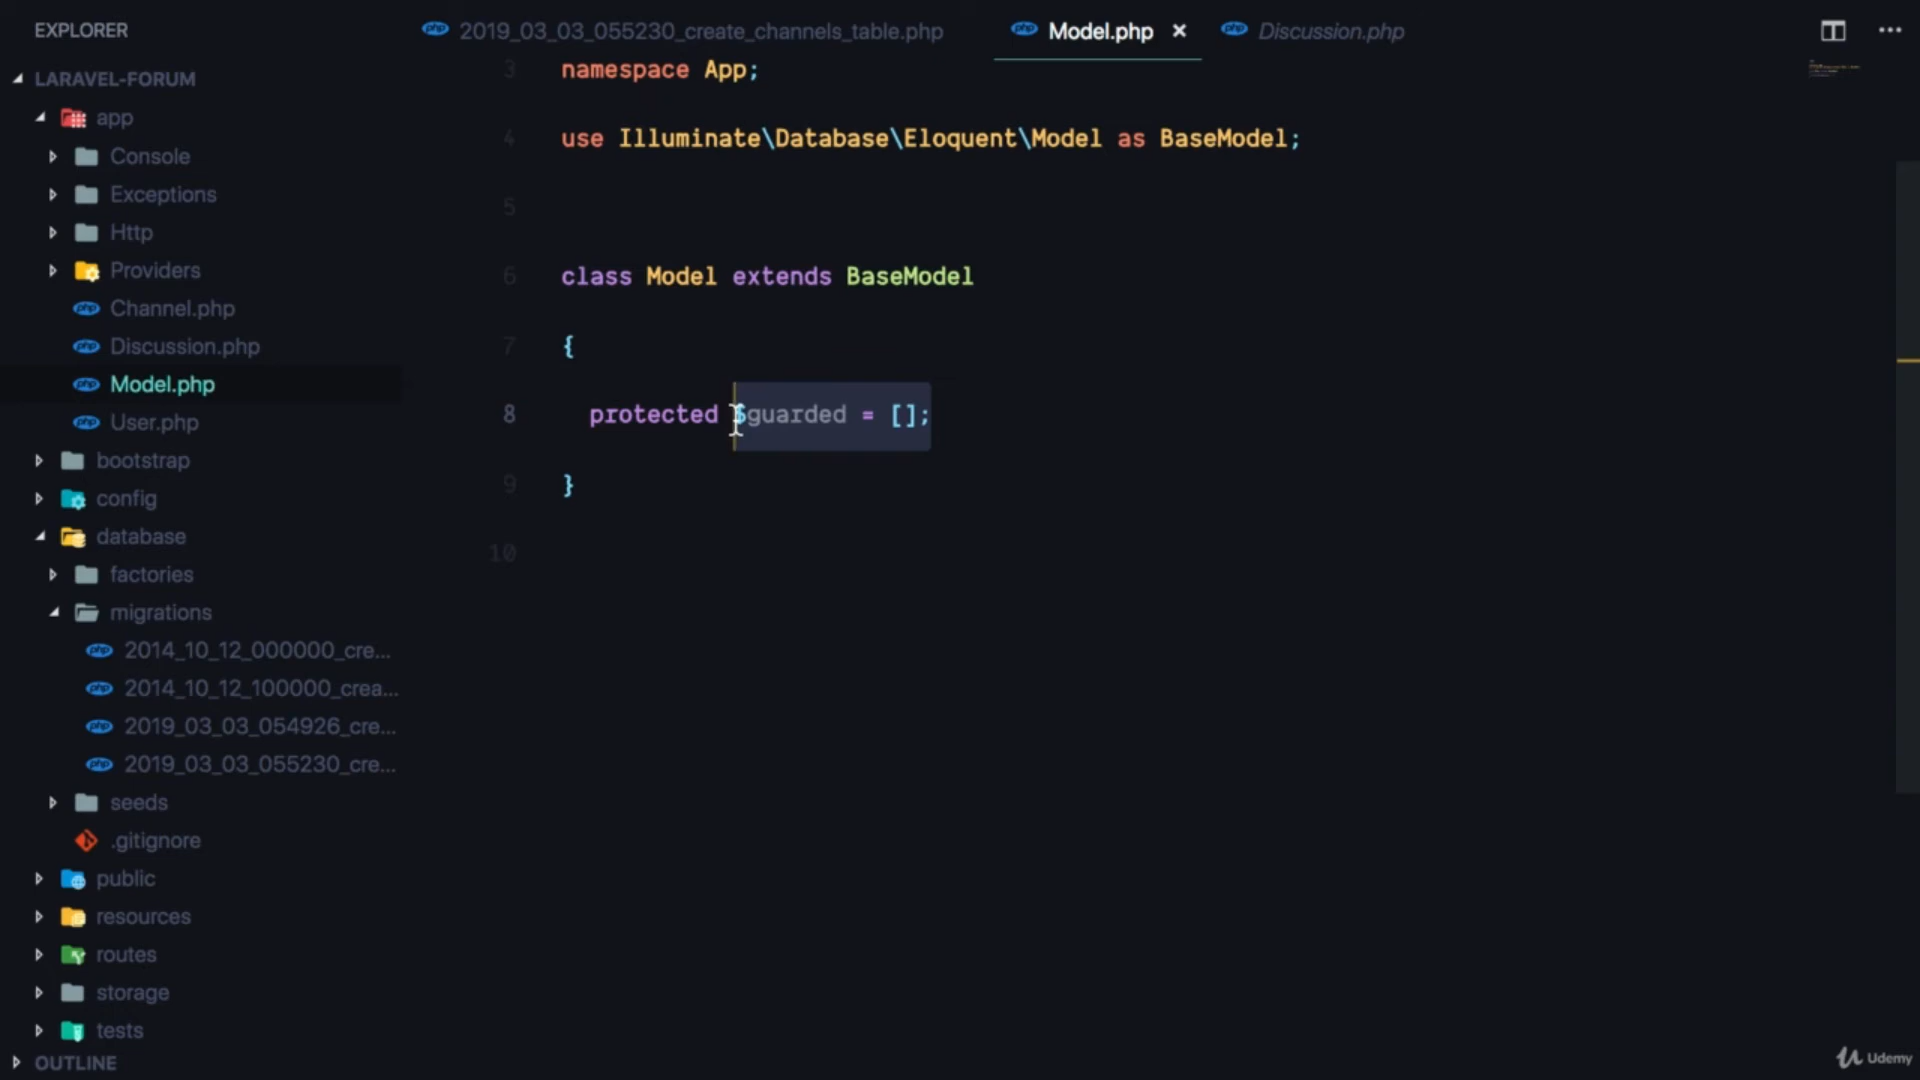 EXPLORER
LARAVEL-FORUM
app
Console
Exceptions
Http
Providers
Channel.php
Discussion.php
Model.php
User.php
bootstrap
config
database
factories
migrations
2014_10_12_000000_cre...
2014_10_12_100000_crea...
2019_03_03_054926_cre...
2019_03_03_055230_cre...
seeds
.gitignore
public
resources
routes
storage
tests
OUTLINE
php 2019_03_03_055230_create_channels_table.php
php Model.php ×
php Discussion.php
3 namespace App;
4 use Illuminate\Database\Eloquent\Model as BaseModel;
5
6 class Model extends BaseModel
7 {
8 protected $guarded = [];
9 }
10
Udemy